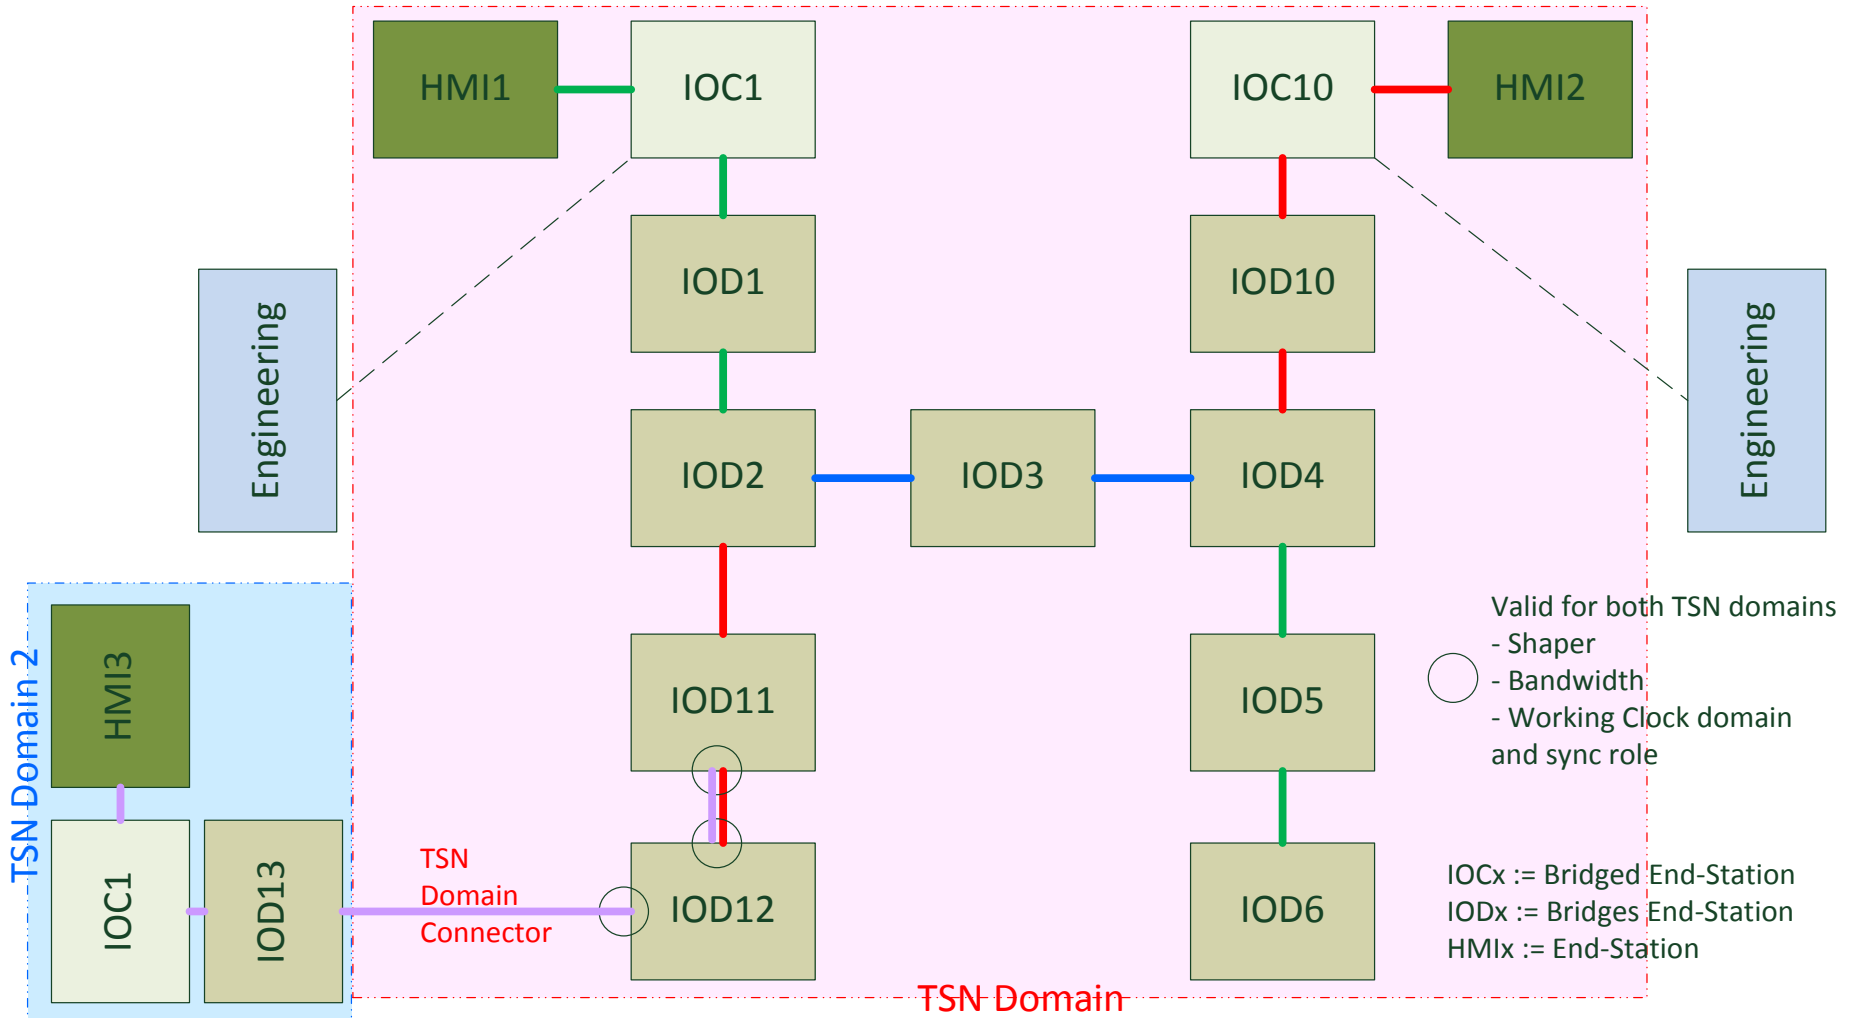 HMI1
IOC1
IOC10
HMI2
IOD1
IOD10
Engineering
Engineering
IOD2
IOD3
IOD4
TSN Domain 2
HMI3
IOD11
IOD5
Valid for both TSN domains
- Shaper
- Bandwidth
- Working Clock domain
and sync role
IOC1
IOD13
TSN
Domain
Connector
IOD12
IOD6
IOCx := Bridged End-Station
IODx := Bridges End-Station
HMIx := End-Station
TSN Domain